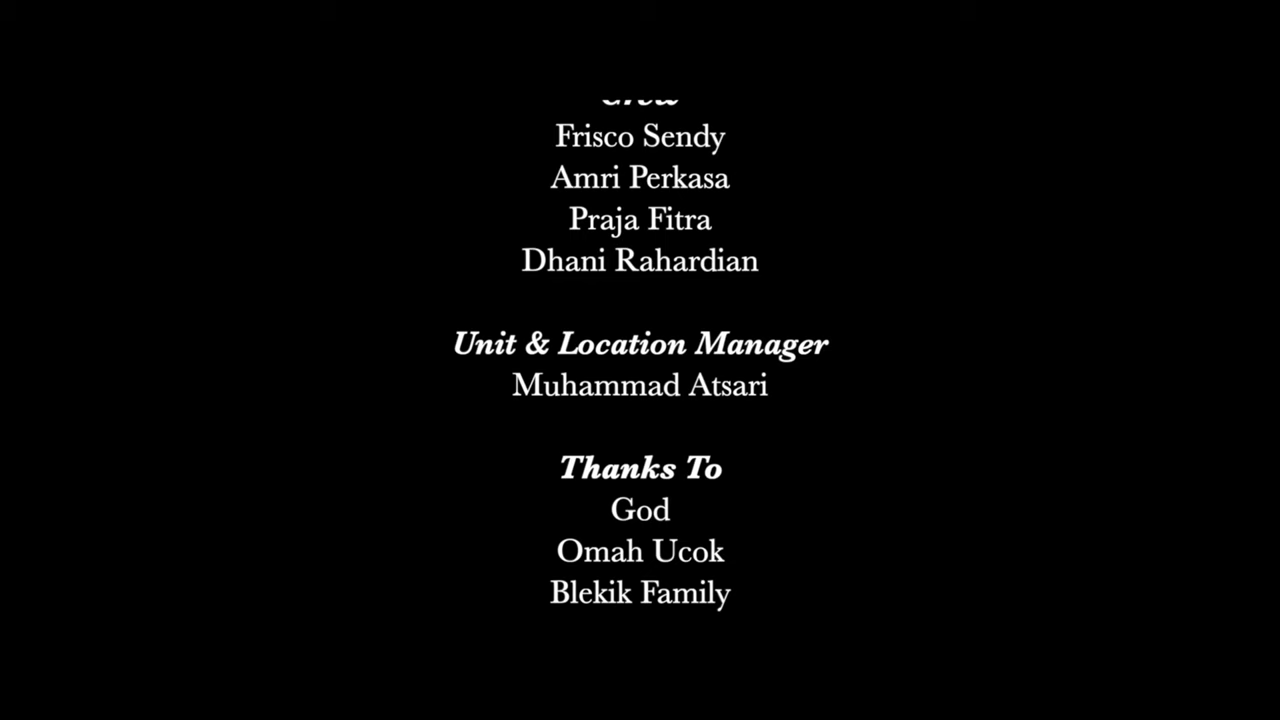 Crew
Frisco Sendy
Amri Perkasa
Praja Fitra
Dhani Rahardian
Unit & Location Manager
Muhammad Atsari
Thanks To
God
Omah Ucok
Blekik Family